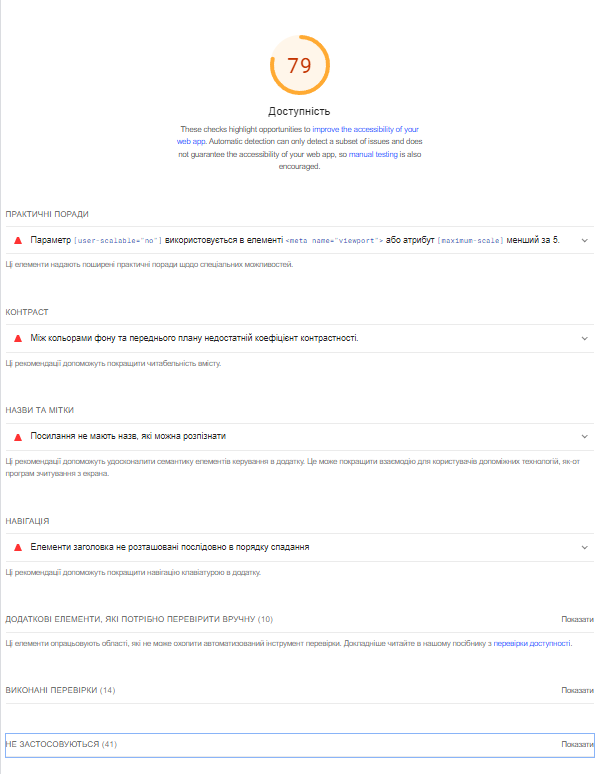 79
Доступність
These checks highlight opportunities to improve the accessibility of your
web app. Automatic detection can only detect a subset of issues and does
not guarantee the accessibility of your web app, so manual testing is also
encouraged.
ПРАКТИЧНІ ПОРАДИ
Параметр [user-scalable="no"] використовується в елементі <meta name="viewport"> або атрибут [maximum-scale] менший за 5.
Ці елементи надають поширені практичні поради щодо спеціальних можливостей.
КОНТРАСТ
Між кольорами фону та переднього плану недостатній коефіцієнт контрастності.
Ці рекомендації допоможуть покращити читабельність вмісту.
НАЗВИ ТА МІТКИ
Посилання не мають назв, які можна розпізнати
Ці рекомендації допоможуть удосконалити семантику елементів керування в додатку. Це може покращити взаємодію для користувачів допоміжних технологій, як-от
програм зчитування з екрана.
НАВІГАЦІЯ
Елементи заголовка не розташовані послідовно в порядку спадання
Ці рекомендації допоможуть покращити навігацію клавіатурою в додатку.
ДОДАТКОВІ ЕЛЕМЕНТИ, ЯКІ ПОТРІБНО ПЕРЕВІРИТИ ВРУЧНУ (10) Показати
Ці елементи опрацьовують області, які не може охопити автоматизований інструмент перевірки. Докладніше читайте в нашому посібнику з перевірки доступності.
ВИКОНАНІ ПЕРЕВІРКИ (14) Показати
НЕ ЗАСТОСОВУЮТЬСЯ (41) Показати